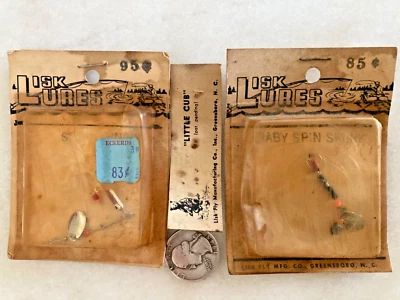 LISK
95¢
LURES
ECKERDS
83¢
"LITTLE CUB"
Lisk Fly Manufacturing Co., Inc., Greensboro, N. C.
LISK
85¢
LURES
BABY SPIN
LISK FLY MFG. CO., GREENSBORO, N. C.